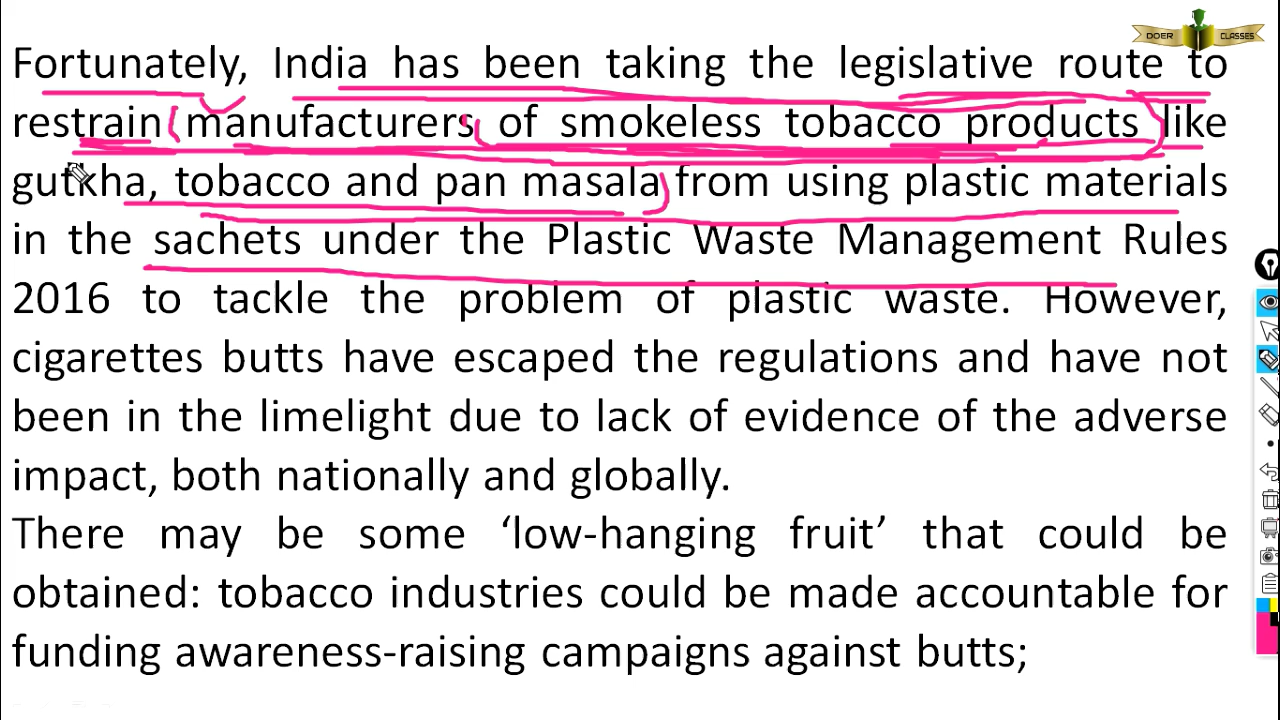 DOER CLASSES
Fortunately, India has been taking the legislative route to
restrain manufacturers of smokeless tobacco products like
gutkha, tobacco and pan masala from using plastic materials
in the sachets under the Plastic Waste Management Rules
2016 to tackle the problem of plastic waste. However,
cigarettes butts have escaped the regulations and have not
been in the limelight due to lack of evidence of the adverse
impact, both nationally and globally.
There may be some ‘low-hanging fruit’ that could be
obtained: tobacco industries could be made accountable for
funding awareness-raising campaigns against butts;